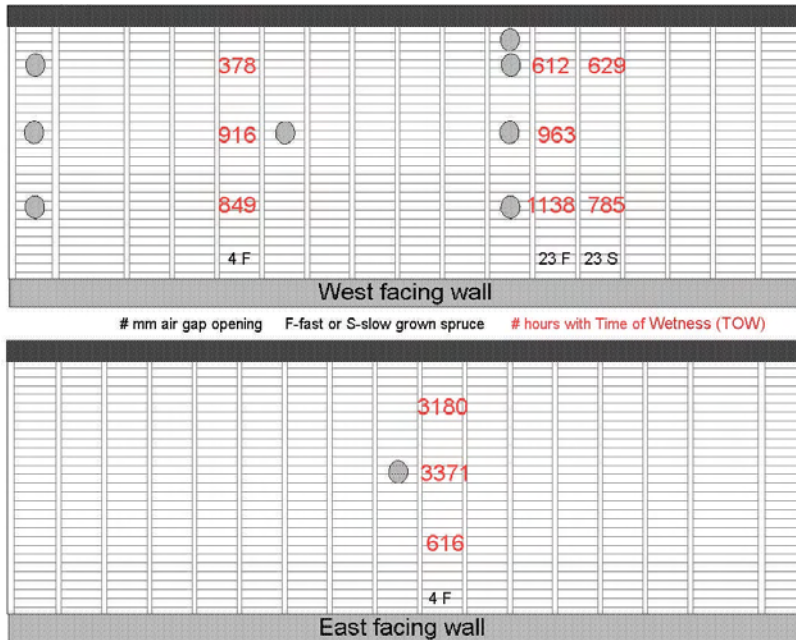 378 612 629
916 963
849 1138 785
4 F 23 F 23 S
West facing wall
# mm air gap opening F-fast or S-slow grown spruce # hours with Time of Wetness (TOW)
3180
3371
616
4 F
East facing wall